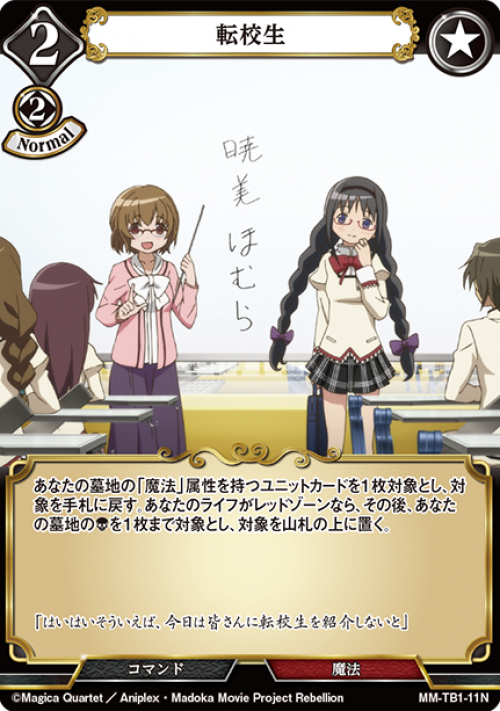 2
転校生
2
Normal
暁美ほむら
あなたの墓地の「魔法」属性を持つユニットカードを1枚対象とし、対
象を手札に戻す。あなたのライフがレッドゾーンなら、その後、あなた
の墓地の💀を1枚まで対象とし、対象を山札の上に置く。
「はいはいそういえば、今日は皆さんに転校生を紹介しないと」
コマンド
魔法
©Magica Quartet／Aniplex・Madoka Movie Project Rebellion
MM-TB1-11N